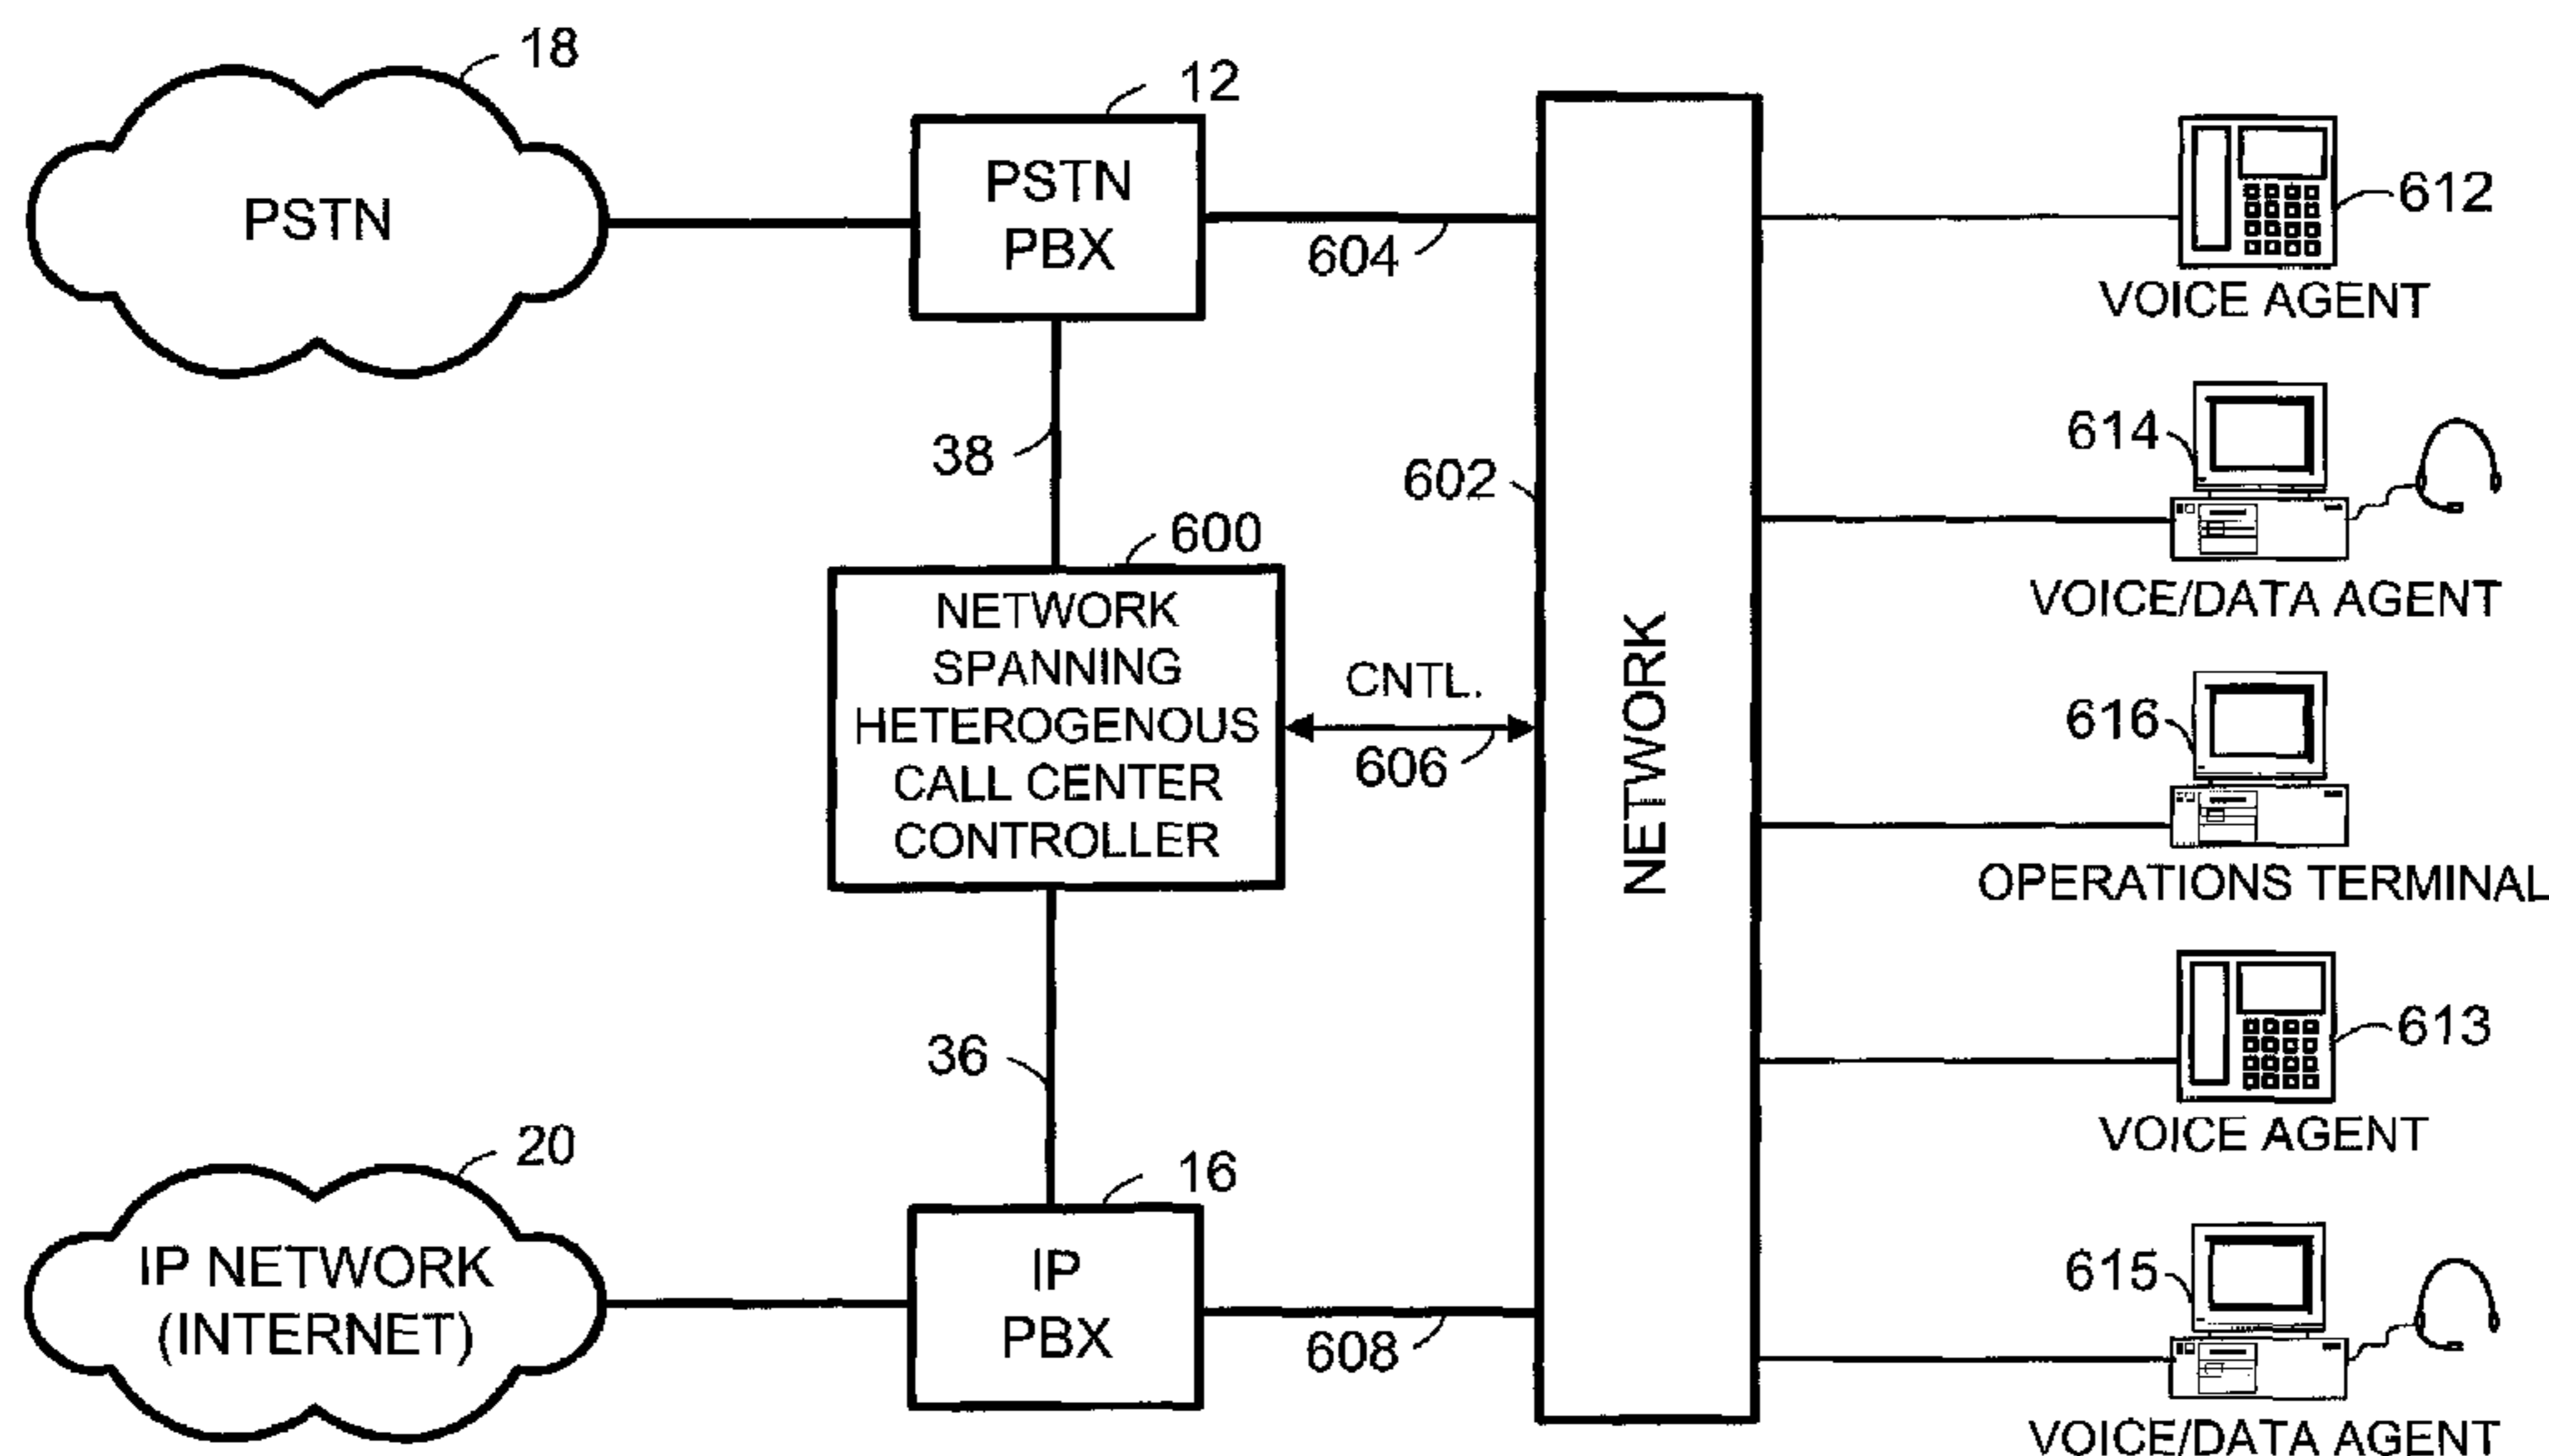 18
PSTN
12
PSTN
PBX
604
38
600
NETWORK
SPANNING
HETEROGENOUS
CALL CENTER
CONTROLLER
CNTL.
606
602
NETWORK
36
20
IP NETWORK
(INTERNET)
16
IP
PBX
608
612
VOICE AGENT
614
VOICE/DATA AGENT
616
OPERATIONS TERMINAL
613
VOICE AGENT
615
VOICE/DATA AGENT